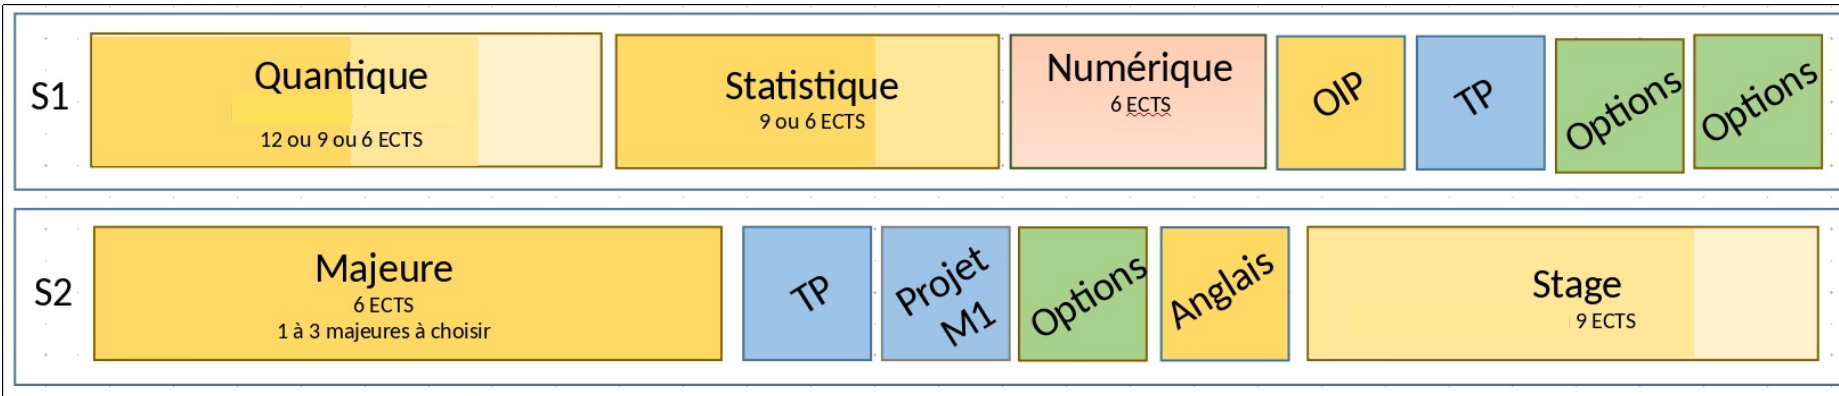 S1
Quantique
12 ou 9 ou 6 ECTS
Statistique
9 ou 6 ECTS
Numérique
6 ECTS
OIP
TP
Options
Options
S2
Majeure
6 ECTS
1 à 3 majeures à choisir
TP
Projet
M1
Options
Anglais
Stage
9 ECTS